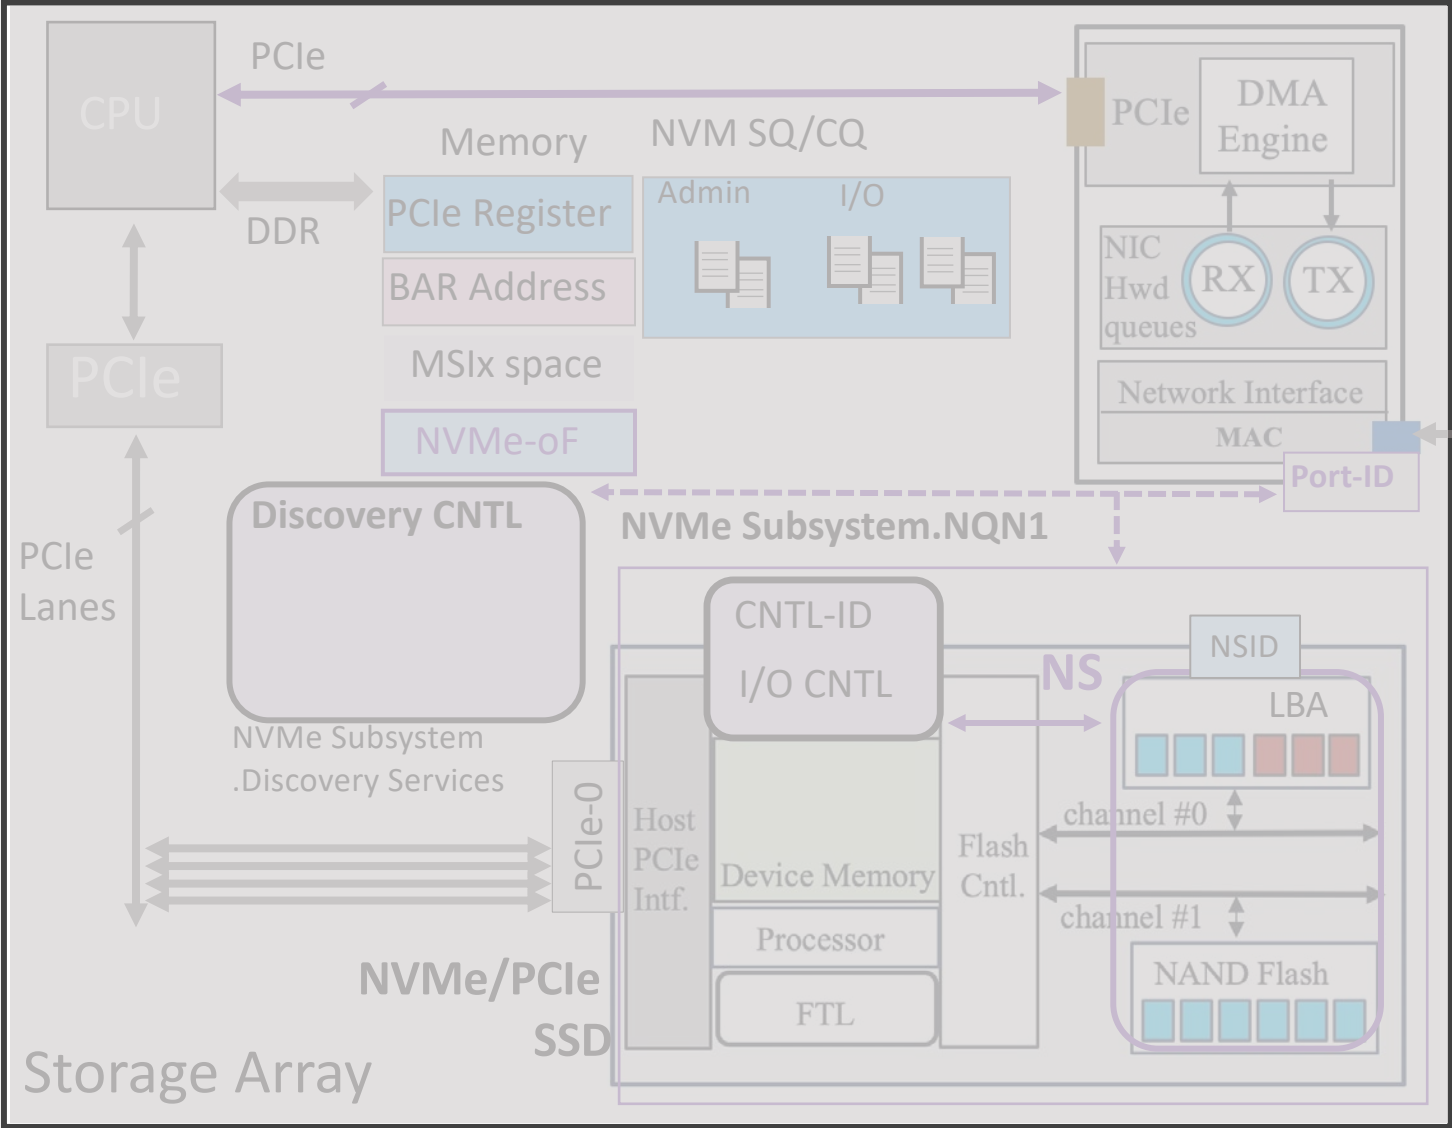 CPU
PCIe
Memory
NVM SQ/CQ
DDR
PCIe Register
BAR Address
MSIx space
NVMe-oF
Admin
I/O
PCIe
DMA
Engine
NIC
Hwd
queues
RX
TX
Network Interface
MAC
Port-ID
PCIe
PCIe
Lanes
Discovery CNTL
NVMe Subsystem
.Discovery Services
NVMe Subsystem.NQN1
CNTL-ID
I/O CNTL
NS
NSID
LBA
PCIe-0
Host
PCIe
Intf.
Device Memory
Processor
FTL
Flash
Cntl.
channel #0
channel #1
NAND Flash
NVMe/PCIe
SSD
Storage Array